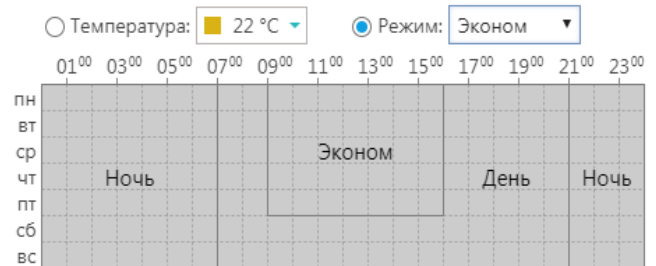 Температура: 22 °C Режим: Эконом
01⁰⁰ 03⁰⁰ 05⁰⁰ 07⁰⁰ 09⁰⁰ 11⁰⁰ 13⁰⁰ 15⁰⁰ 17⁰⁰ 19⁰⁰ 21⁰⁰ 23⁰⁰
пн
вт
ср Эконом
чт Ночь День Ночь
пт
сб
вс